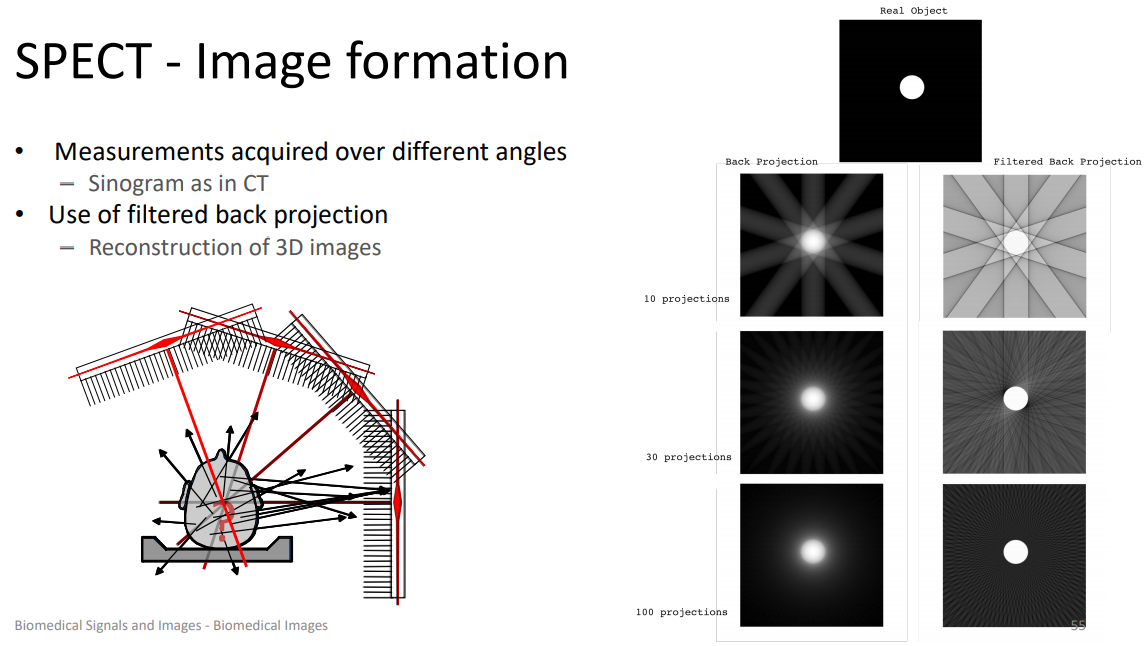 SPECT - Image formation
• Measurements acquired over different angles
– Sinogram as in CT
• Use of filtered back projection
– Reconstruction of 3D images
Real Object
Back Projection
Filtered Back Projection
10 projections
30 projections
100 projections
?
Biomedical Signals and Images - Biomedical Images
55